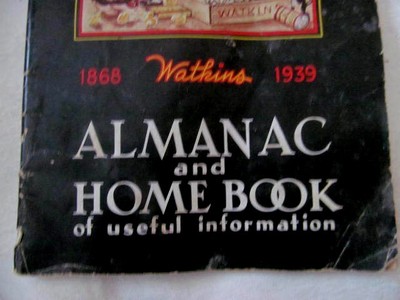 WATKIN
1868 Watkins 1939
ALMANAC
and
HOME BOOK
of useful information